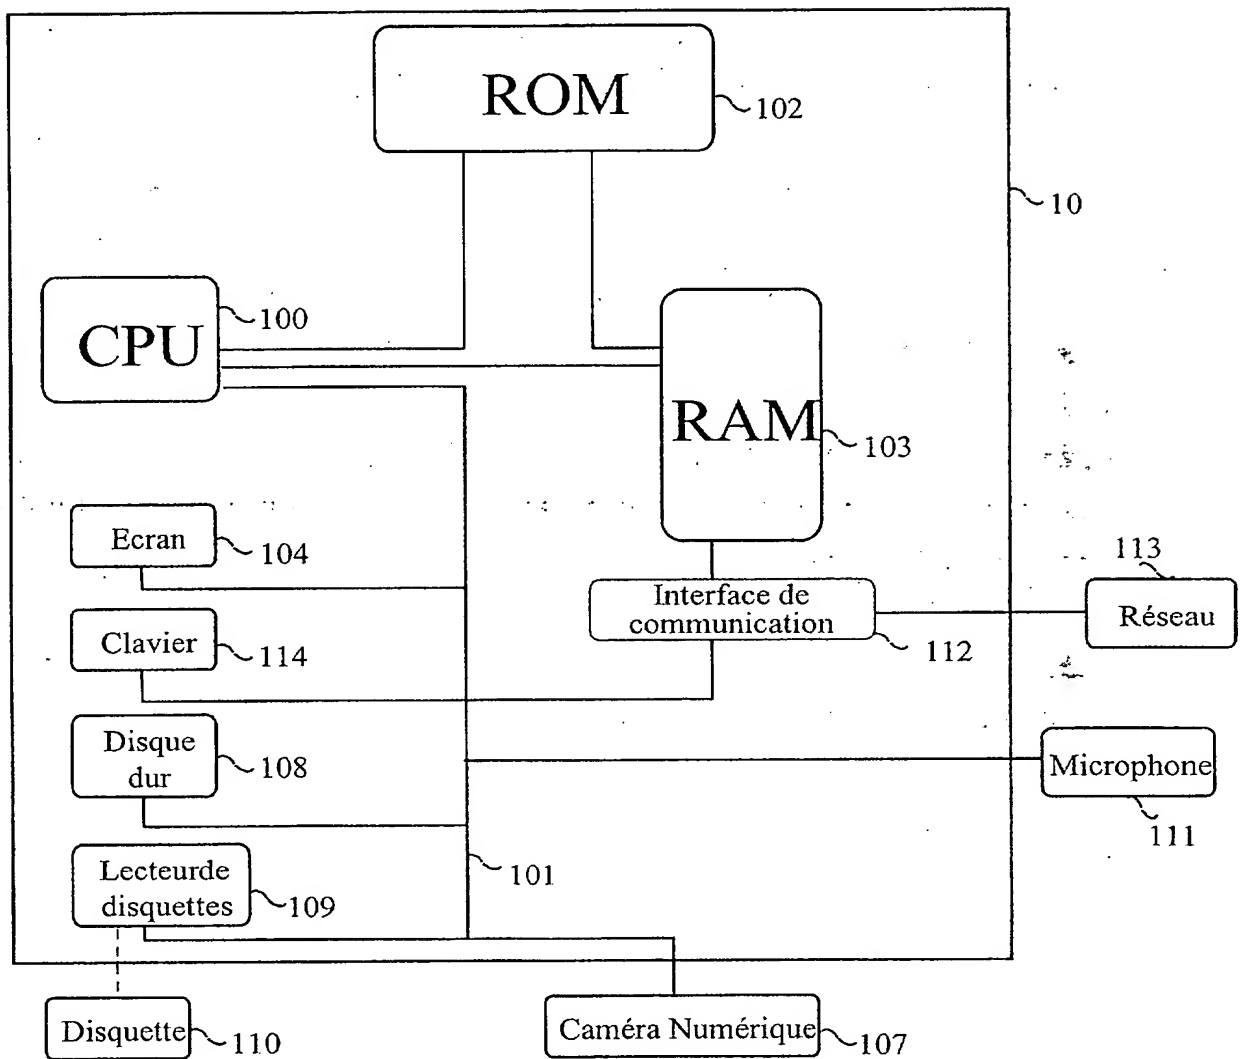 ROM
102
10
CPU
100
RAM
103
Ecran
104
113
Interface de
communication
Réseau
112
Clavier
114
Disque
dur
108
Microphone
111
Lecteurde
disquettes
109
101
Disquette
110
Caméra Numérique
107